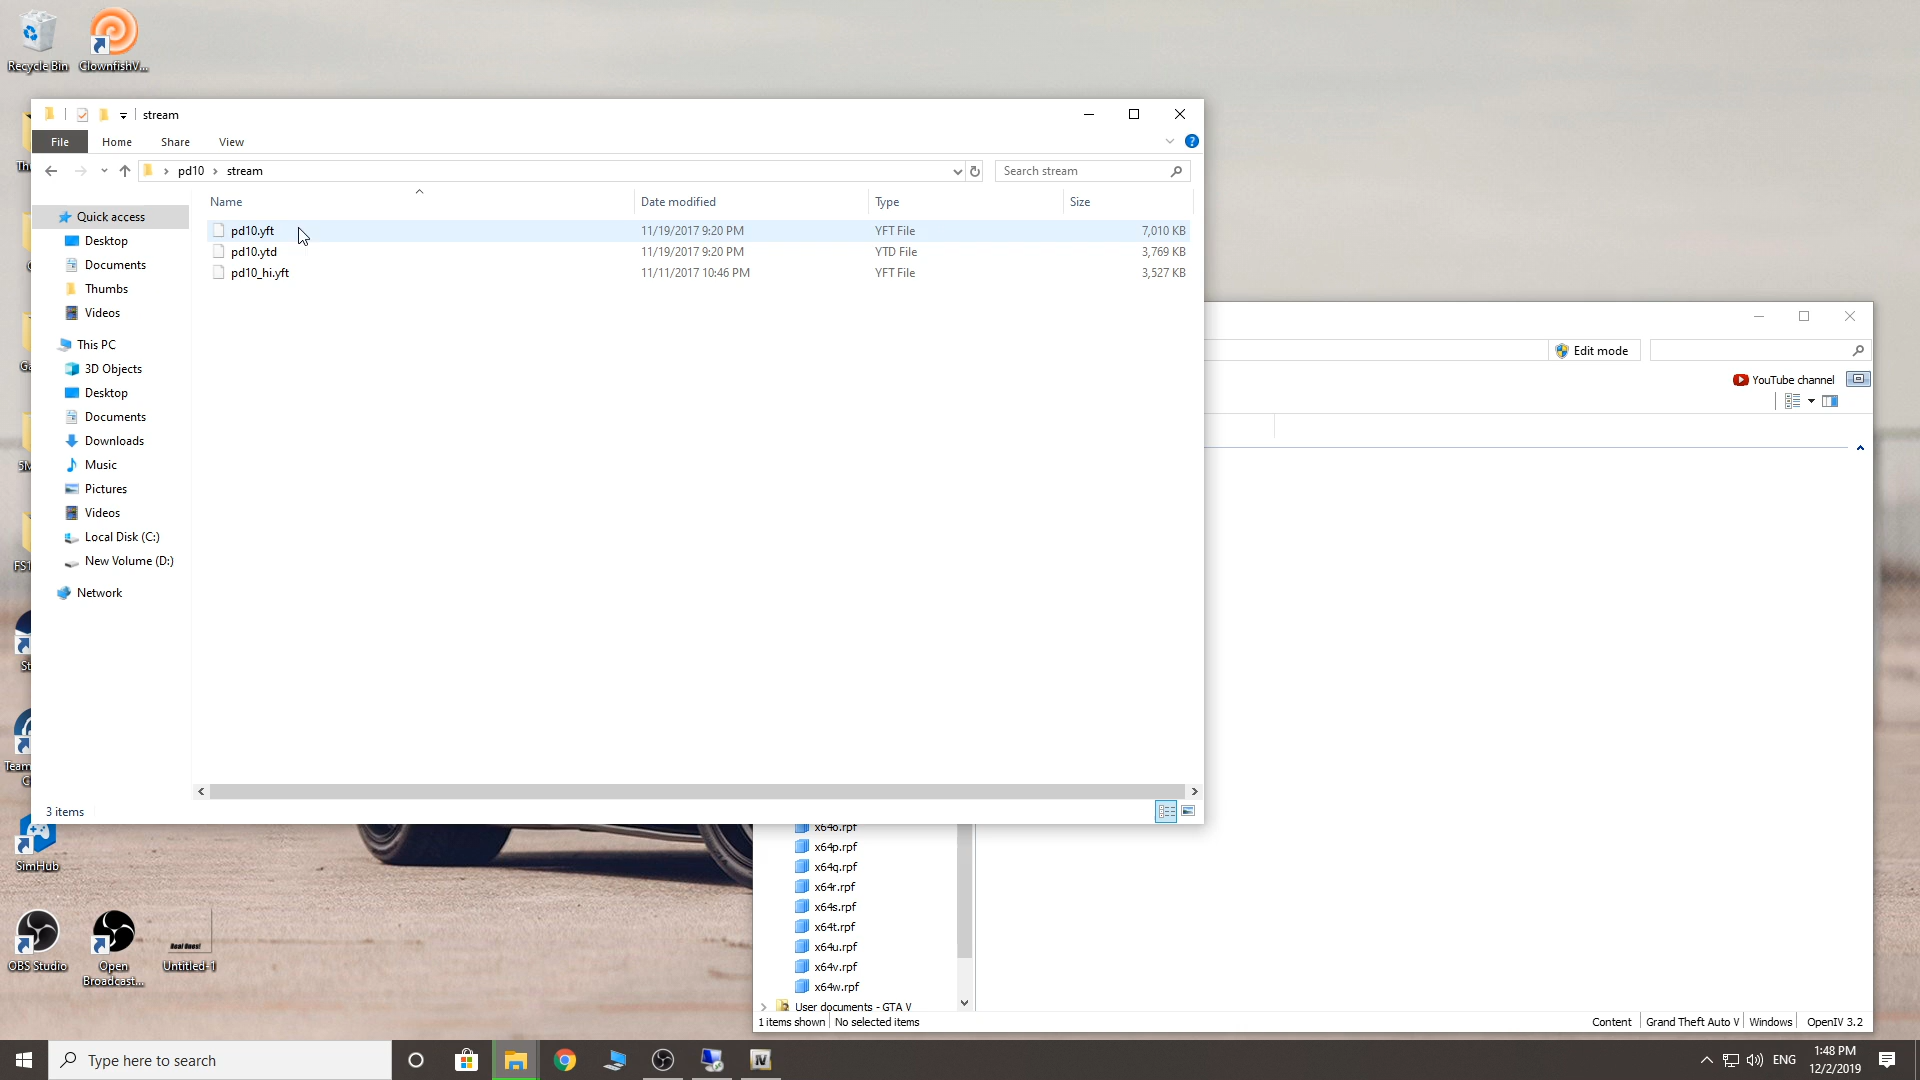 Recycle Bin
ClownfishV...
stream
File
Home
Share
View
pd10
stream
Search stream
Name
Date modified
Type
Size
Quick access
Desktop
Documents
Thumbs
Videos
This PC
3D Objects
Desktop
Documents
Downloads
Music
Pictures
Videos
Local Disk (C:)
New Volume (D:)
Network
pd10.yft 11/19/2017 9:20 PM YFT File 7,010 KB
pd10.ytd 11/19/2017 9:20 PM YTD File 3,769 KB
pd10_hi.yft 11/11/2017 10:46 PM YFT File 3,527 KB
3 items
Edit mode
YouTube channel
x64o.rpf
x64p.rpf
x64q.rpf
x64r.rpf
x64s.rpf
x64t.rpf
x64u.rpf
x64v.rpf
x64w.rpf
User documents - GTA V
1 items shown
No selected items
Content
Grand Theft Auto V
Windows
OpenIV 3.2
SimHub
OBS Studio
Open
Broadcast...
Real Ones!
Untitled-1
Type here to search
ENG
1:48 PM
12/2/2019